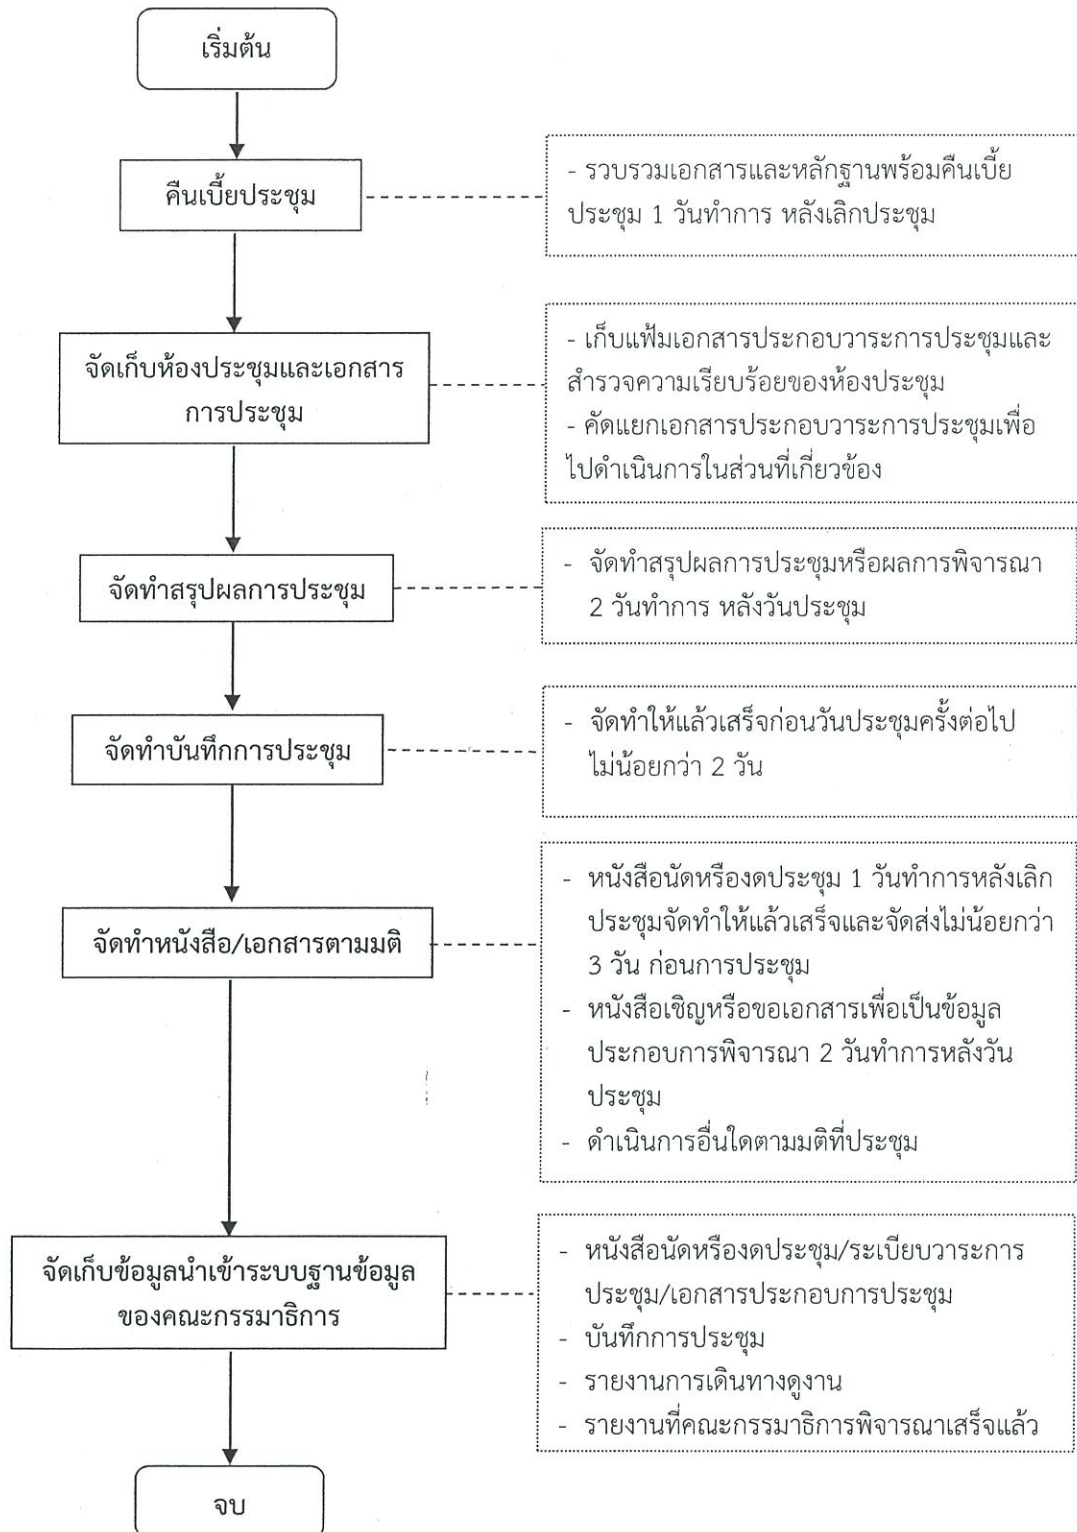 เริ่มต้น
คืนเบี้ยประชุม
- รวบรวมเอกสารและหลักฐานพร้อมคืนเบี้ย
ประชุม 1 วันทำการ หลังเลิกประชุม
จัดเก็บห้องประชุมและเอกสาร
การประชุม
- เก็บแฟ้มเอกสารประกอบวาระการประชุมและ
สำรวจความเรียบร้อยของห้องประชุม
- คัดแยกเอกสารประกอบวาระการประชุมเพื่อ
ไปดำเนินการในส่วนที่เกี่ยวข้อง
จัดทำสรุปผลการประชุม
- จัดทำสรุปผลการประชุมหรือผลการพิจารณา
2 วันทำการ หลังวันประชุม
จัดทำบันทึกการประชุม
- จัดทำให้แล้วเสร็จก่อนวันประชุมครั้งต่อไป
ไม่น้อยกว่า 2 วัน
จัดทำหนังสือ/เอกสารตามมติ
- หนังสือนัดหรืองดประชุม 1 วันทำการหลังเลิก
ประชุมจัดทำให้แล้วเสร็จและจัดส่งไม่น้อยกว่า
3 วัน ก่อนการประชุม
- หนังสือเชิญหรือขอเอกสารเพื่อเป็นข้อมูล
ประกอบการพิจารณา 2 วันทำการหลังวัน
ประชุม
- ดำเนินการอื่นใดตามมติที่ประชุม
จัดเก็บข้อมูลนำเข้าระบบฐานข้อมูล
ของคณะกรรมาธิการ
- หนังสือนัดหรืองดประชุม/ระเบียบวาระการ
ประชุม/เอกสารประกอบการประชุม
- บันทึกการประชุม
- รายงานการเดินทางดูงาน
- รายงานที่คณะกรรมาธิการพิจารณาเสร็จแล้ว
จบ